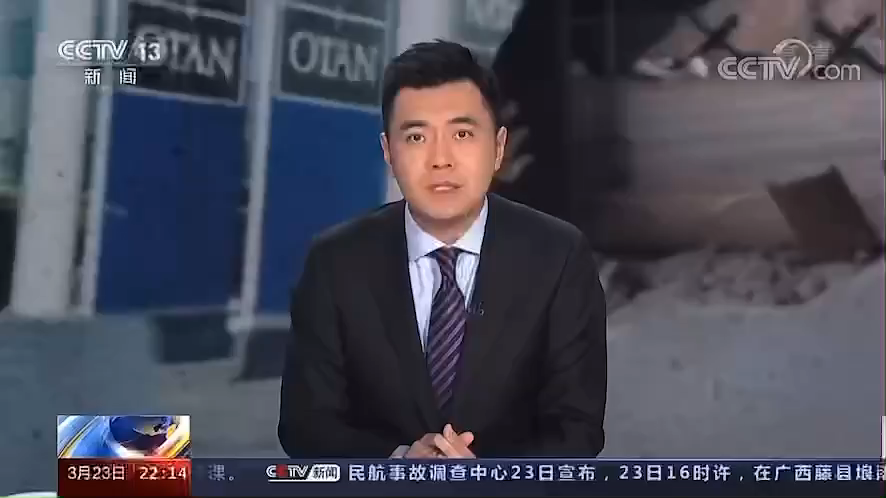 CCTV 13
新闻
OTAN
OTAN
CCTV.com
3月23日 22:14
课。 CCTV新闻 民航事故调查中心23日宣布，23日16时许，在广西藤县埌南